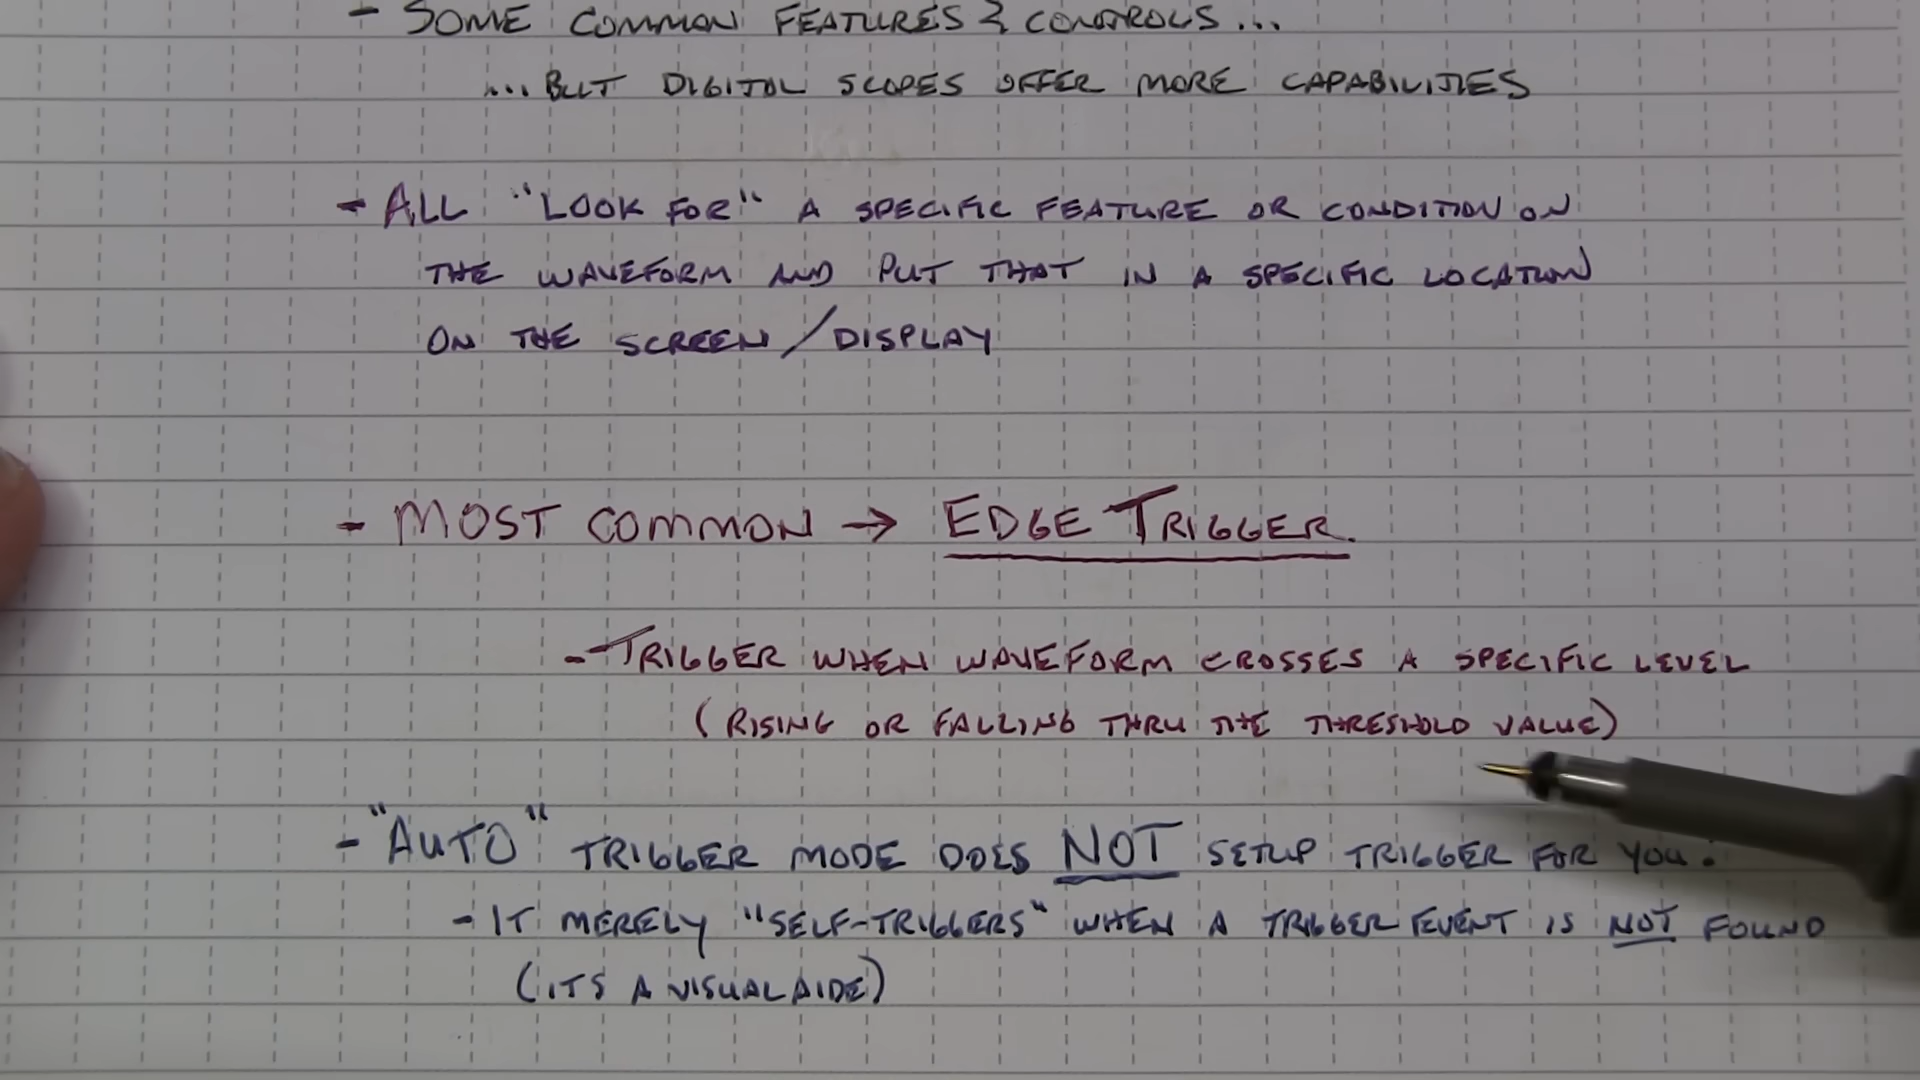 - SOME COMMON FEATURES & CONTROLS...
...BUT DIGITAL SCOPES OFFER MORE CAPABILITIES
- ALL "LOOK FOR" A SPECIFIC FEATURE OR CONDITION ON
THE WAVEFORM AND PUT THAT IN A SPECIFIC LOCATION
ON THE SCREEN/DISPLAY
- MOST COMMON → EDGE TRIGGER.
- TRIGGER WHEN WAVEFORM CROSSES A SPECIFIC LEVEL
(RISING OR FALLING THRU THE THRESHOLD VALUE)
- "AUTO" TRIGGER MODE DOES NOT SETUP TRIGGER FOR YOU.
- IT MERELY "SELF-TRIGGERS" WHEN A TRIGGER EVENT IS NOT FOUND
(ITS A VISUAL AIDE)